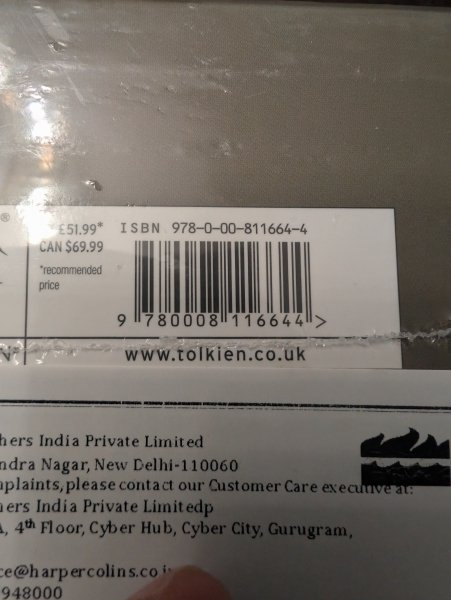 ®
£51.99* ISBN 978-0-00-811664-4
CAN $69.99
*recommended
price
9 780008 116644 >
www.tolkien.co.uk
hers India Private Limited
ndra Nagar, New Delhi-110060
nplaints, please contact our Customer Care executive at:
hers India Private Limitedp
A, 4th Floor, Cyber Hub, Cyber City, Gurugram,
ce@harpercolins.co
948000